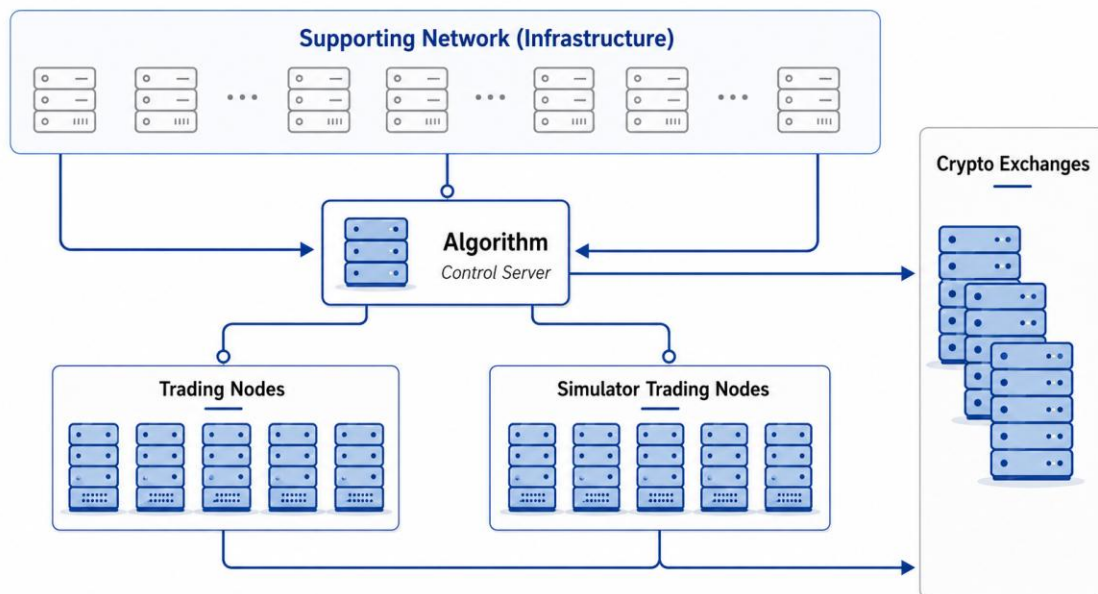 Supporting Network (Infrastructure)
Crypto Exchanges
Algorithm
Control Server
Trading Nodes
Simulator Trading Nodes